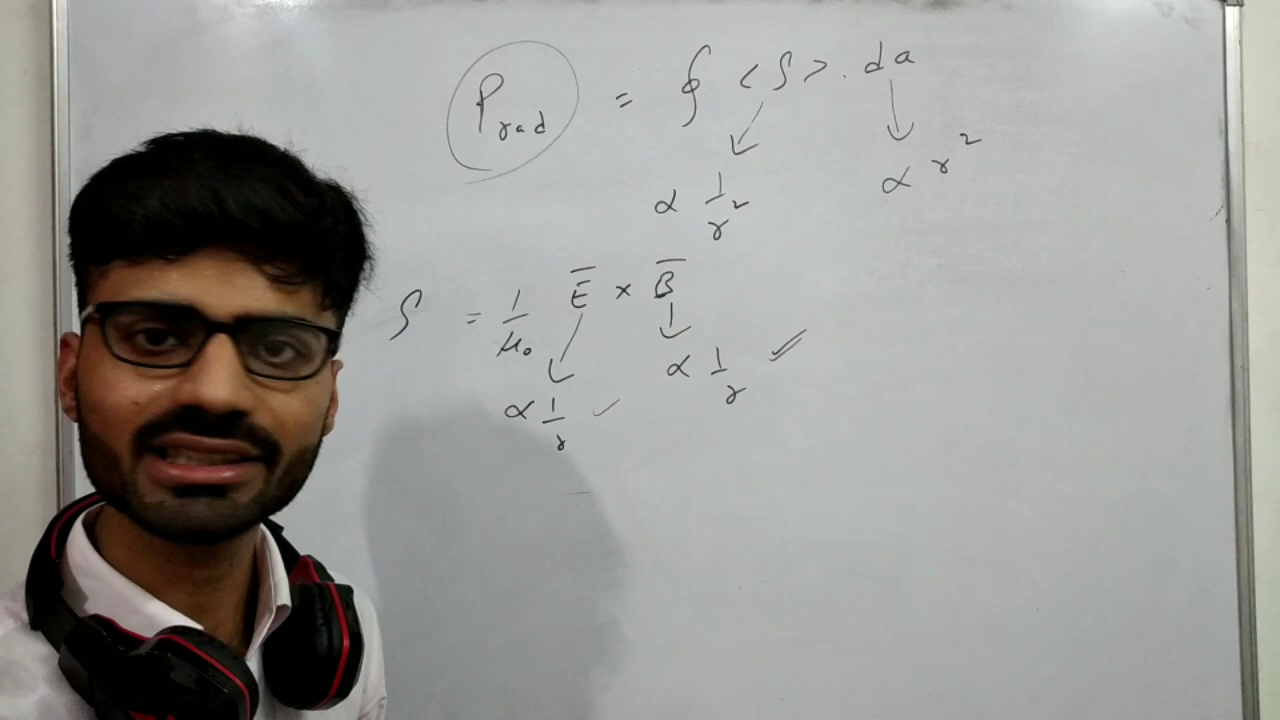 P_rad = ∮ <S> . da
∝ 1/r² ∝ r²
S = 1/μ₀ E̅ × B̅
∝ 1/r ✓ ∝ 1/r ✓